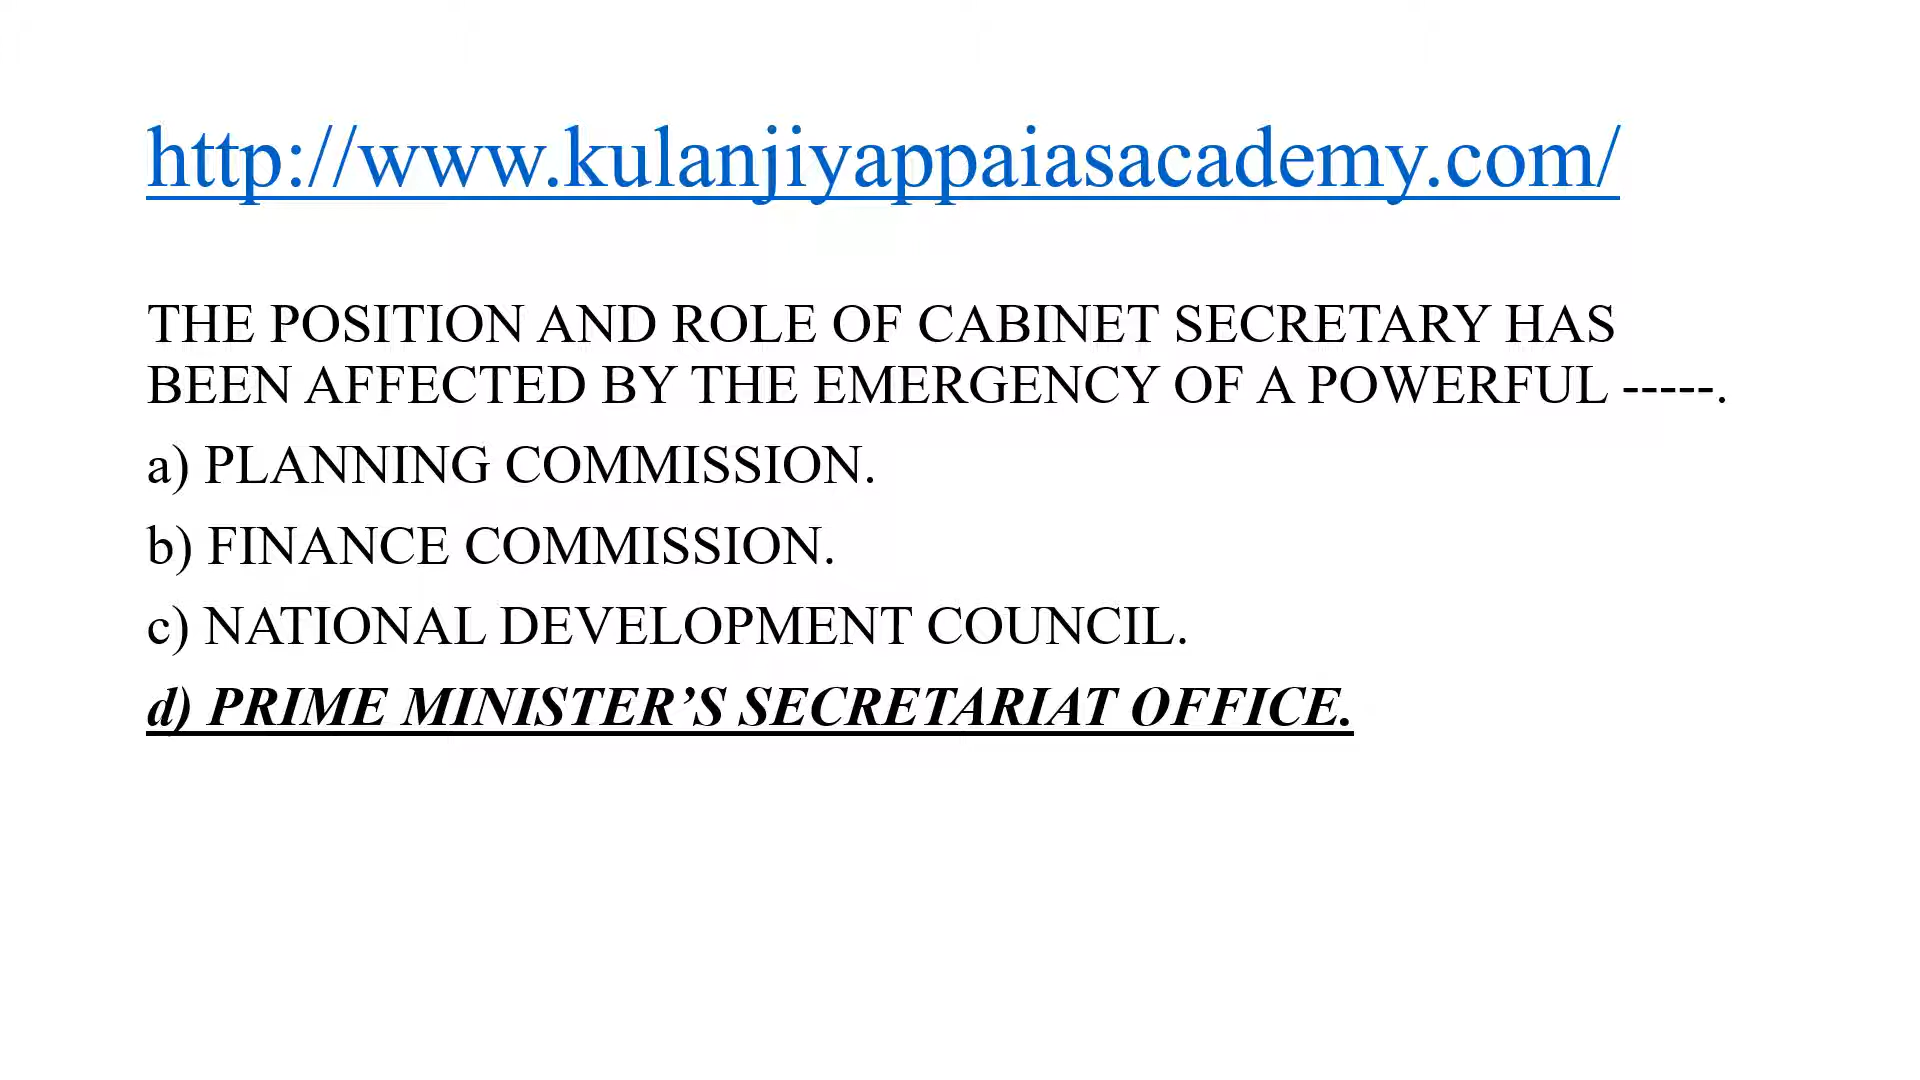 http://www.kulanjiyappaiasacademy.com/
THE POSITION AND ROLE OF CABINET SECRETARY HAS
BEEN AFFECTED BY THE EMERGENCY OF A POWERFUL -----.
a) PLANNING COMMISSION.
b) FINANCE COMMISSION.
c) NATIONAL DEVELOPMENT COUNCIL.
d) PRIME MINISTER’S SECRETARIAT OFFICE.